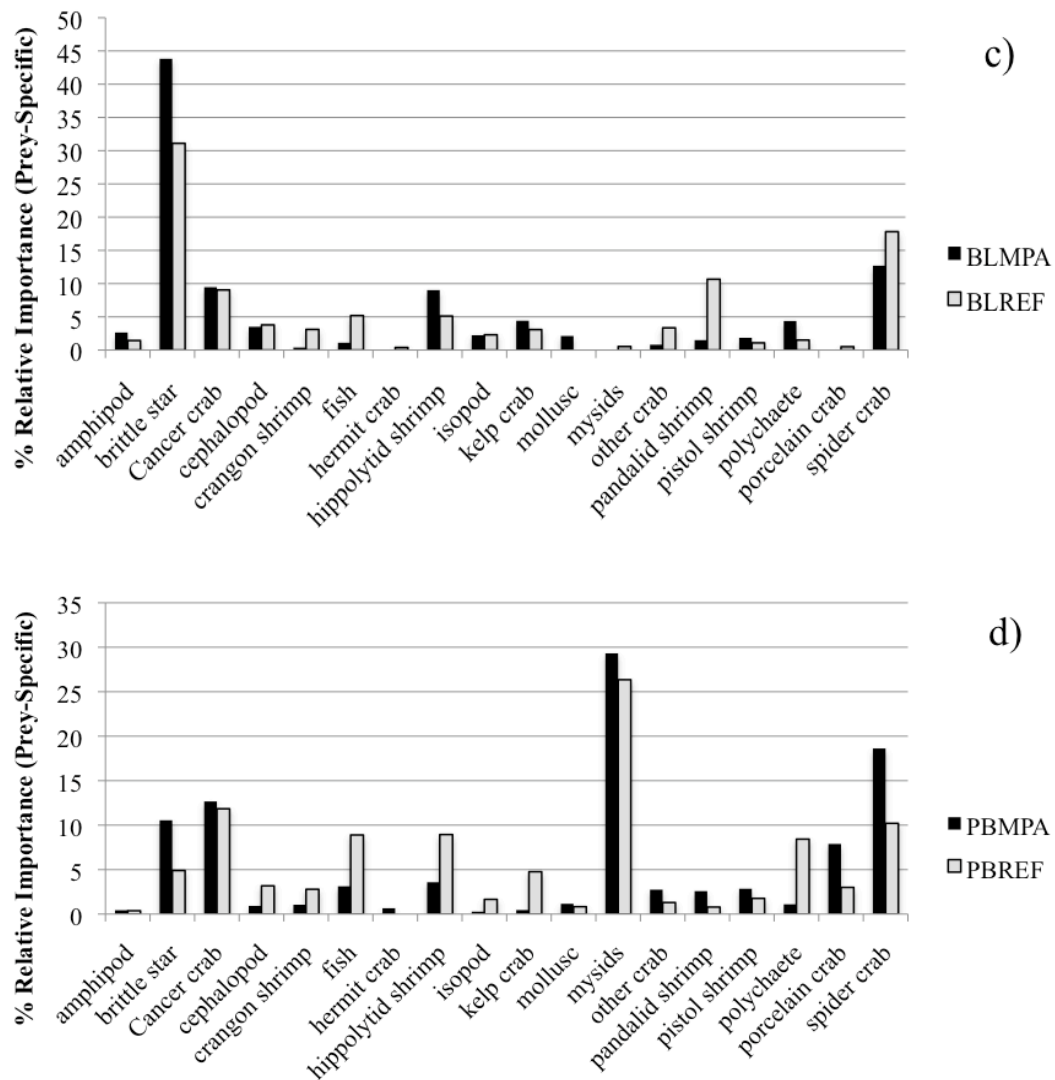 c)
% Relative Importance (Prey-Specific)
50
45
40
35
30
25
20
15
10
5
0
amphipod
brittle star
Cancer crab
cephalopod
crangon shrimp
fish
hermit crab
hippolytid shrimp
isopod
kelp crab
mollusc
mysids
other crab
pandalid shrimp
pistol shrimp
polychaete
porcelain crab
spider crab
BLMPA
BLREF
d)
% Relative Importance (Prey-Specific)
35
30
25
20
15
10
5
0
amphipod
brittle star
Cancer crab
cephalopod
crangon shrimp
fish
hermit crab
hippolytid shrimp
isopod
kelp crab
mollusc
mysids
other crab
pandalid shrimp
pistol shrimp
polychaete
porcelain crab
spider crab
PBMPA
PBREF